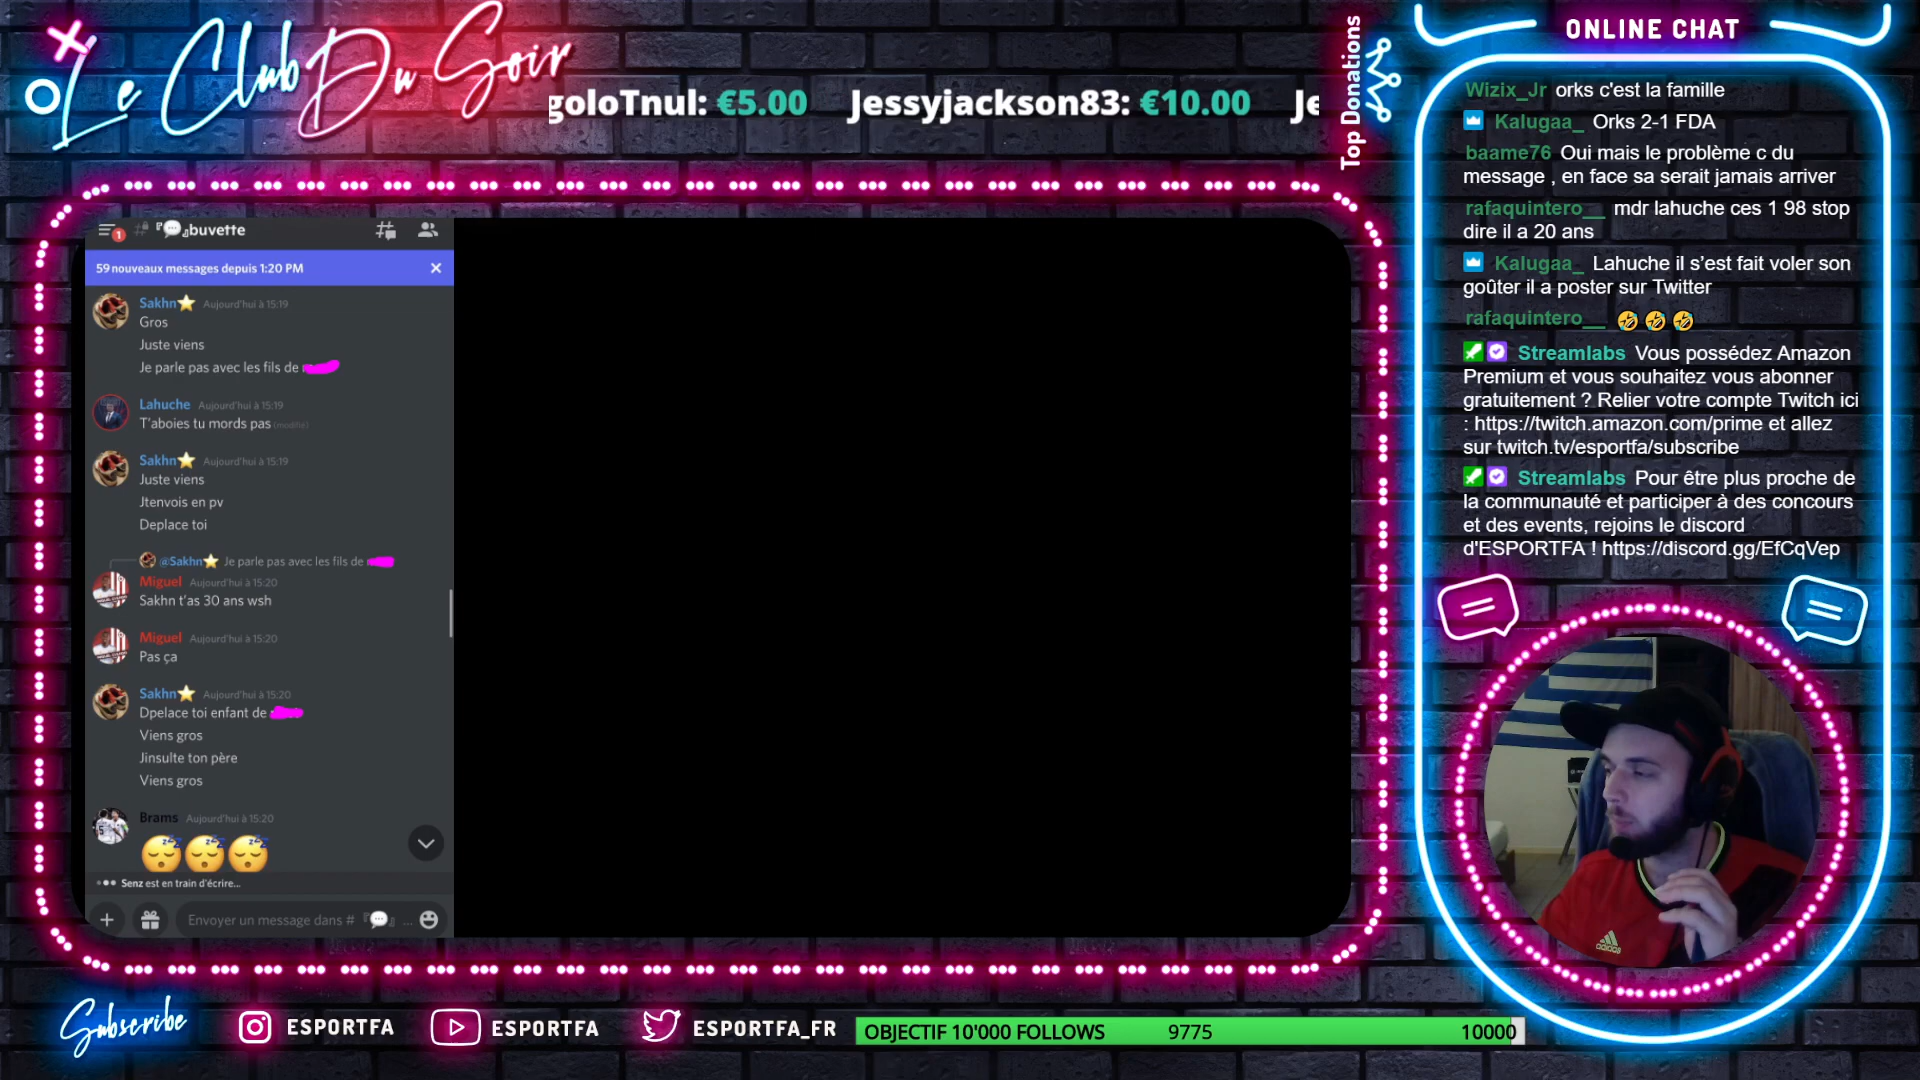 Le Club Du Soir
goloTnul: €5.00 Jessyjackson83: €10.00 Je
Top Donations
ONLINE CHAT
Wizix_Jr orks c'est la famille
Kalugaa_ Orks 2-1 FDA
baame76 Oui mais le problème c du
message , en face sa serait jamais arriver
rafaquintero__ mdr lahuche ces 1 98 stop
dire il a 20 ans
Kalugaa_ Lahuche il s’est fait voler son
goûter il a poster sur Twitter
rafaquintero__ 🤣 🤣 🤣
Streamlabs Vous possédez Amazon
Premium et vous souhaitez vous abonner
gratuitement ? Relier votre compte Twitch ici
: https://twitch.amazon.com/prime et allez
sur twitch.tv/esportfa/subscribe
Streamlabs Pour être plus proche de
la communauté et participer à des concours
et des events, rejoins le discord
d'ESPORTFA ! https://discord.gg/EfCqVep
1 # 『💬』buvette
59 nouveaux messages depuis 1:20 PM
Sakhn⭐ Aujourd'hui à 15:19
Gros
Juste viens
Je parle pas avec les fils de
Lahuche Aujourd'hui à 15:19
T'aboies tu mords pas (modifié)
Sakhn⭐ Aujourd'hui à 15:19
Juste viens
Jtenvois en pv
Deplace toi
@Sakhn⭐ Je parle pas avec les fils de
Miguel Aujourd'hui à 15:20
Sakhn t'as 30 ans wsh
Miguel Aujourd'hui à 15:20
Pas ça
Sakhn⭐ Aujourd'hui à 15:20
Dpelace toi enfant de
Viens gros
Jinsulte ton père
Viens gros
Brams Aujourd'hui à 15:20
😴😴😴
Senz est en train d'écrire...
Envoyer un message dans # 『💬』 ...
Subscribe
ESPORTFA
ESPORTFA
ESPORTFA_FR
OBJECTIF 10'000 FOLLOWS 9775 10000